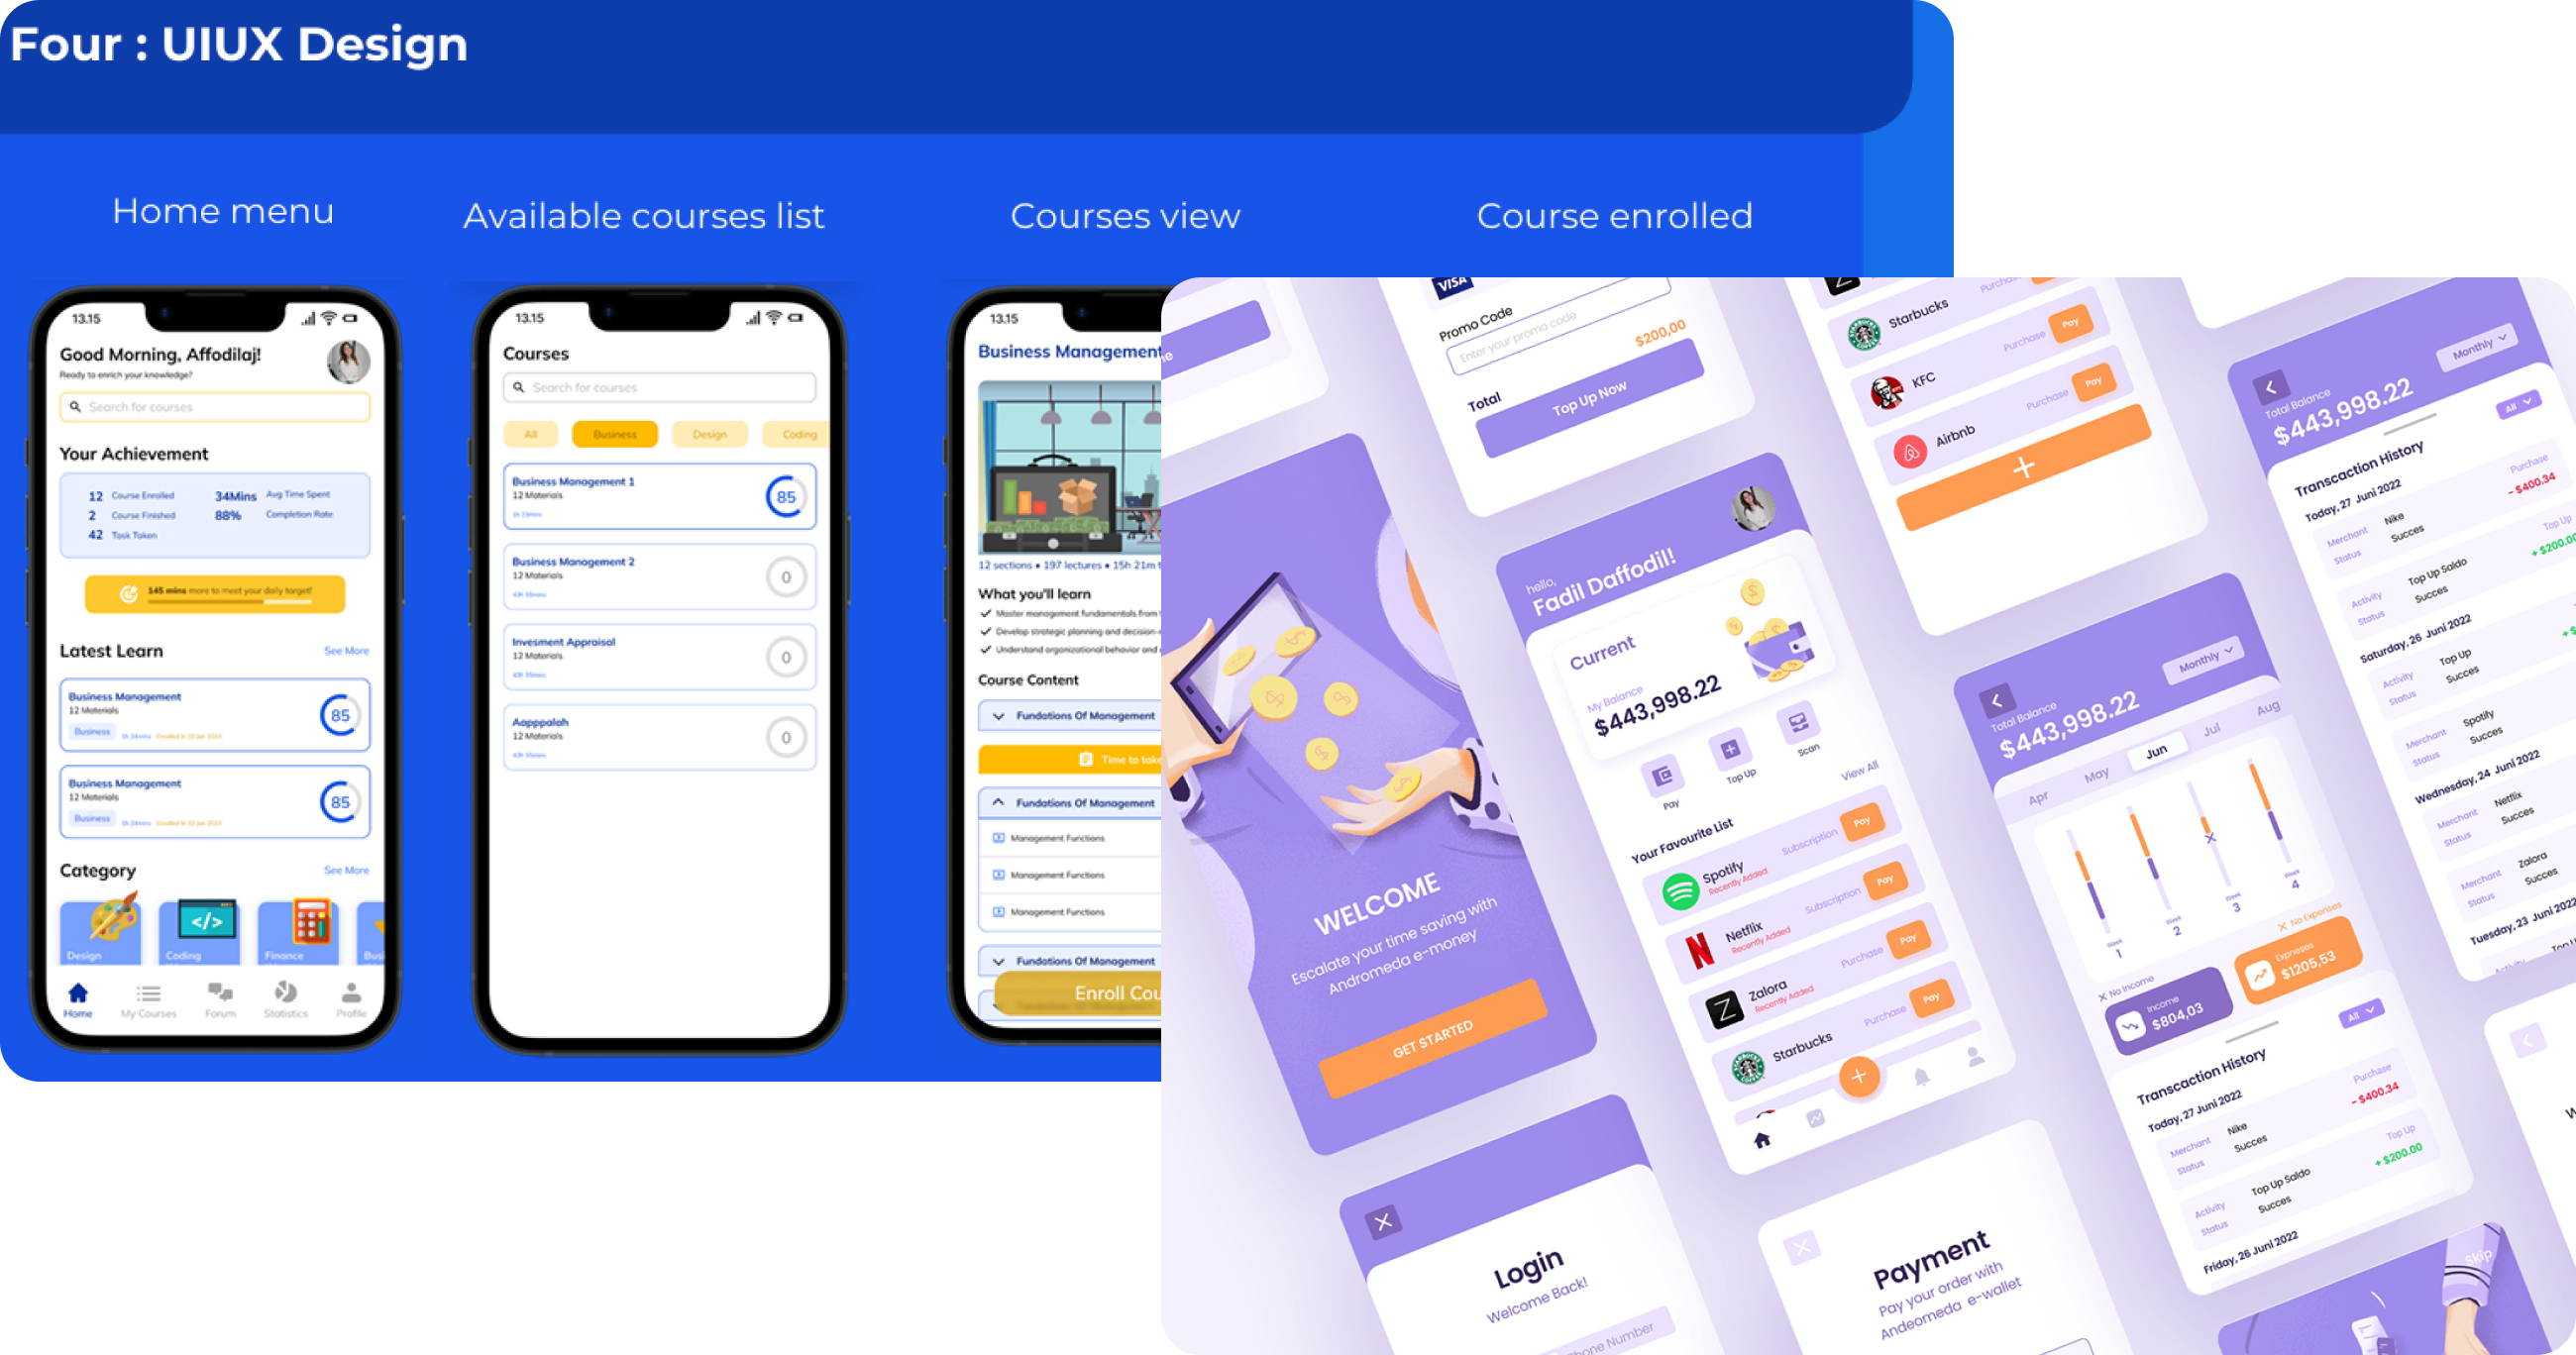 Four : UIUX Design
Home menu
Available courses list
Courses view
Course enrolled
13.15
Good Morning, Affodilaj!
Ready to enrich your knowledge?
Search for courses
Your Achievement
12 Course Enrolled
34Mins Avg Time Spent
2 Course Finished
88% Completion Rate
42 Task Taken
145 mins more to meet your daily target!
Latest Learn
See More
Business Management
12 Materials
85
Business
Business Management
12 Materials
85
Business
Category
See More
Design
Coding
Finance
Home
My Courses
Forum
Statistics
Profile
13.15
Courses
Search for courses
All
Business
Design
Coding
Business Management 1
12 Materials
1h 23mins
85
Business Management 2
12 Materials
0
Invesment Appraisal
12 Materials
0
Aapppalah
12 Materials
0
13.15
Business Management
12 sections • 197 lectures • 15h 21m
What you'll learn
Master management fundamentals from
Develop strategic planning and
Understand organizational behavior and
Course Content
Fundations Of Management
Time to
Fundations Of Management
Management Functions
Management Functions
Management Functions
Fundations Of Management
Enroll
VISA
Promo Code
Enter your promo code
Total
$200,00
Top Up Now
WELCOME
Escalate your time saving with
Andromeda e-money
GET STARTED
hello,
Fadil Daffodil!
Current
My Balance
$443,998.22
Pay
Top Up
Scan
View All
Your Favourite List
Spotify
Recently Added
Subscription
Pay
Netflix
Recently Added
Subscription
Pay
Zalora
Recently Added
Purchase
Pay
Starbucks
Purchase
Pay
Starbucks
Pay
KFC
Purchase
Pay
Airbnb
Purchase
Pay
Login
Welcome Back!
Number
Payment
Pay your order with
Andeomeda e-wallet
Total Balance
$443,998.22
Monthly
Apr
May
Jun
Jul
Aug
Week
1
Week
2
Week
3
Week
4
No Income
No Expenses
Income
$804,03
Expneses
$1205,53
All
Transcaction History
Today, 27 Juni 2022
Purchase
Merchant Nike
- $400.34
Status Succes
Top Up
Activity Top Up Saldo
+ $200.00
Status Succes
Friday, 26 Juni 2022
Total Balance
$443,998.22
Monthly
All
Transcaction History
Today, 27 Juni 2022
Purchase
Merchant Nike
- $400.34
Status Succes
Top Up
Activity Top Up Saldo
Status Succes
Saturday, 26 Juni 2022
Activity Top Up
Status Succes
Merchant Spotify
Status Succes
Wednesday, 24 Juni 2022
Merchant Netflix
Status Succes
Merchant Zalora
Status Succes
Tuesday, 23 Juni 2022
Skip